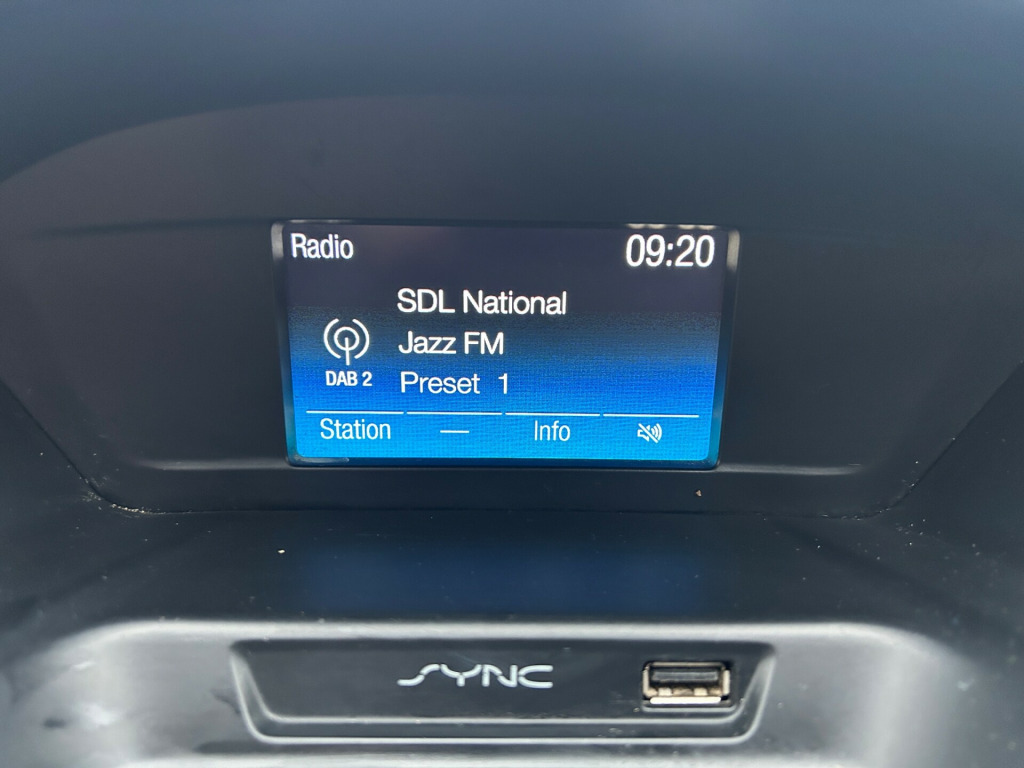 Radio 09:20
SDL National
Jazz FM
DAB 2 Preset 1
Station — Info
SYNC